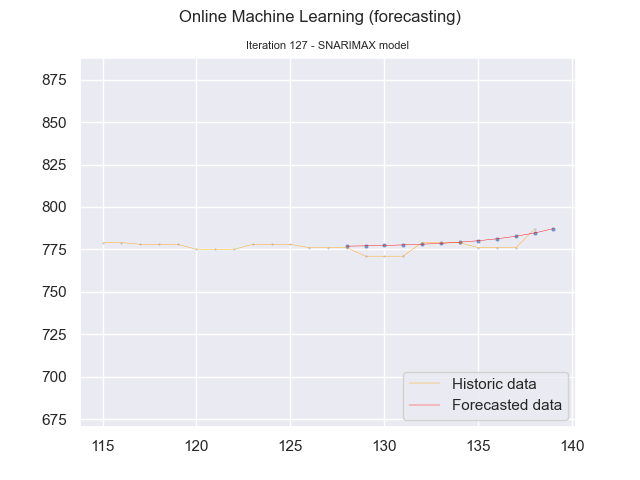 Online Machine Learning (forecasting)
Iteration 127 - SNARIMAX model
875
850
825
800
775
750
725
700
675
115 120 125 130 135 140
Historic data
Forecasted data